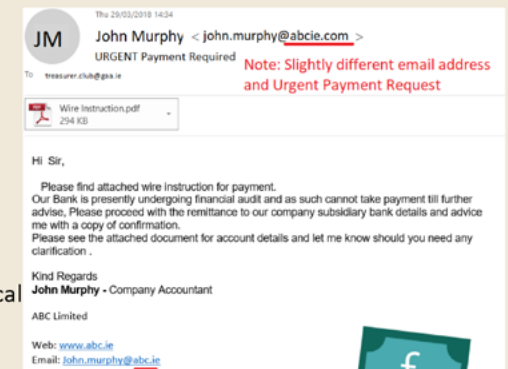 Thu 29/03/2018 14:34
JM
John Murphy < john.murphy@abcie.com >
URGENT Payment Required
Note: Slightly different email address
and Urgent Payment Request
To treasurer.club@gaa.ie
Wire Instruction.pdf
294 KB
Hi Sir,
Please find attached wire instruction for payment.
Our Bank is presently undergoing financial audit and as such cannot take payment till further
advise, Please proceed with the remittance to our company subsidiary bank details and advice
me with a copy of confirmation.
Please see the attached document for account details and let me know should you need any
clarification .
Kind Regards
cal
John Murphy - Company Accountant
ABC Limited
Web: www.abc.ie
Email: John.murphy@abc.ie
£